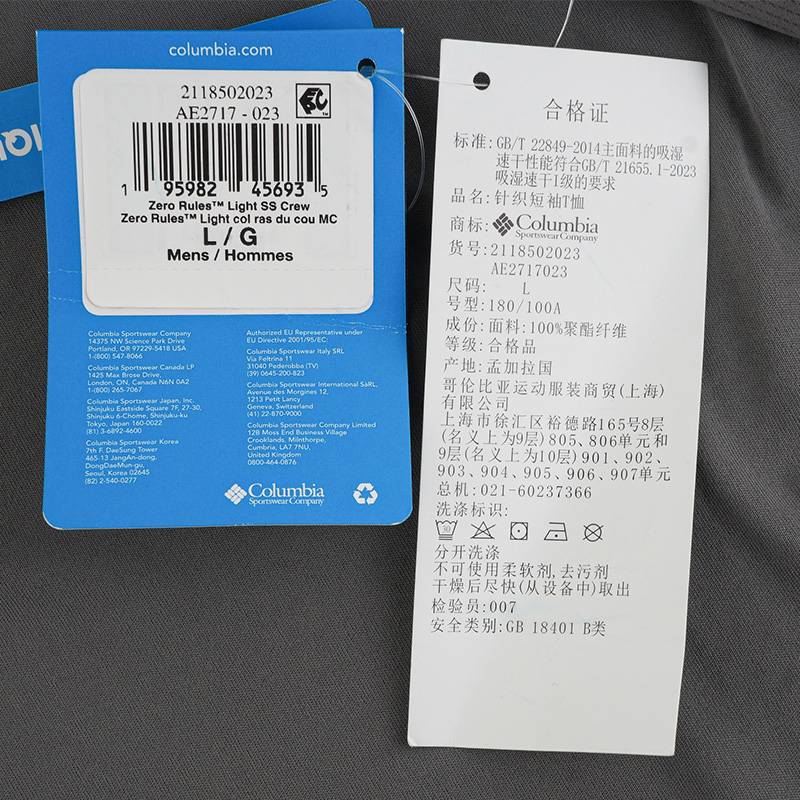 columbia.com
2118502023
AE2717 - 023
1 95982 45693 5
Zero Rules™ Light SS Crew
Zero Rules™ Light col ras du cou MC
L / G
Mens / Hommes
Columbia Sportswear Company
14375 NW Science Park Drive
Portland, OR 97229-5418 USA
1-(800) 547-8066
Columbia Sportswear Canada LP
1425 Max Brose Drive,
London, ON, Canada N6N 0A2
1-(800) 265-7067
Columbia Sportswear Japan, Inc.
Shinjuku Eastside Square 7F, 27-30,
Shinjuku 6-Chome, Shinjuku-ku
Tokyo, Japan 160-0022
(81) 3-6892-4600
Columbia Sportswear Korea
7th F. DaeSung Tower
465-13 JangAn-dong,
DongDaeMun-gu,
Seoul, Korea 02645
(82) 2-540-0277
Authorized EU Representative under
EU Directive 2001/95/EC:
Columbia Sportswear Italy SRL
Via Feltrina 11
31040 Pederobba (TV)
(39) 0645-200-823
Columbia Sportswear International SàRL,
Avenue des Morgines 12,
1213 Petit Lancy
Geneva, Switzerland
(41) 22-870-9000
Columbia Sportswear Company Limited
12B Moss End Business Village
Crooklands, Milnthorpe,
Cumbria, LA7 7NU,
United Kingdom
0800-464-0876
Columbia
Sportswear Company
合格证
标准:GB/T 22849-2014主面料的吸湿
速干性能符合GB/T 21655.1-2023
吸湿速干I级的要求
品名:针织短袖T恤
商标:Columbia
Sportswear Company
货号:2118502023
AE2717023
尺码: L
号型:180/100A
成份:面料:100%聚酯纤维
等级:合格品
产地:孟加拉国
哥伦比亚运动服装商贸(上海)
有限公司
上海市徐汇区裕德路165号8层
(名义上为9层)805、806单元和
9层(名义上为10层)901、902、
903、904、905、906、907单元
总机:021-60237366
洗涤标识:
分开洗涤
不可使用柔软剂,去污剂
干燥后尽快(从设备中)取出
检验员:007
安全类别:GB 18401 B类